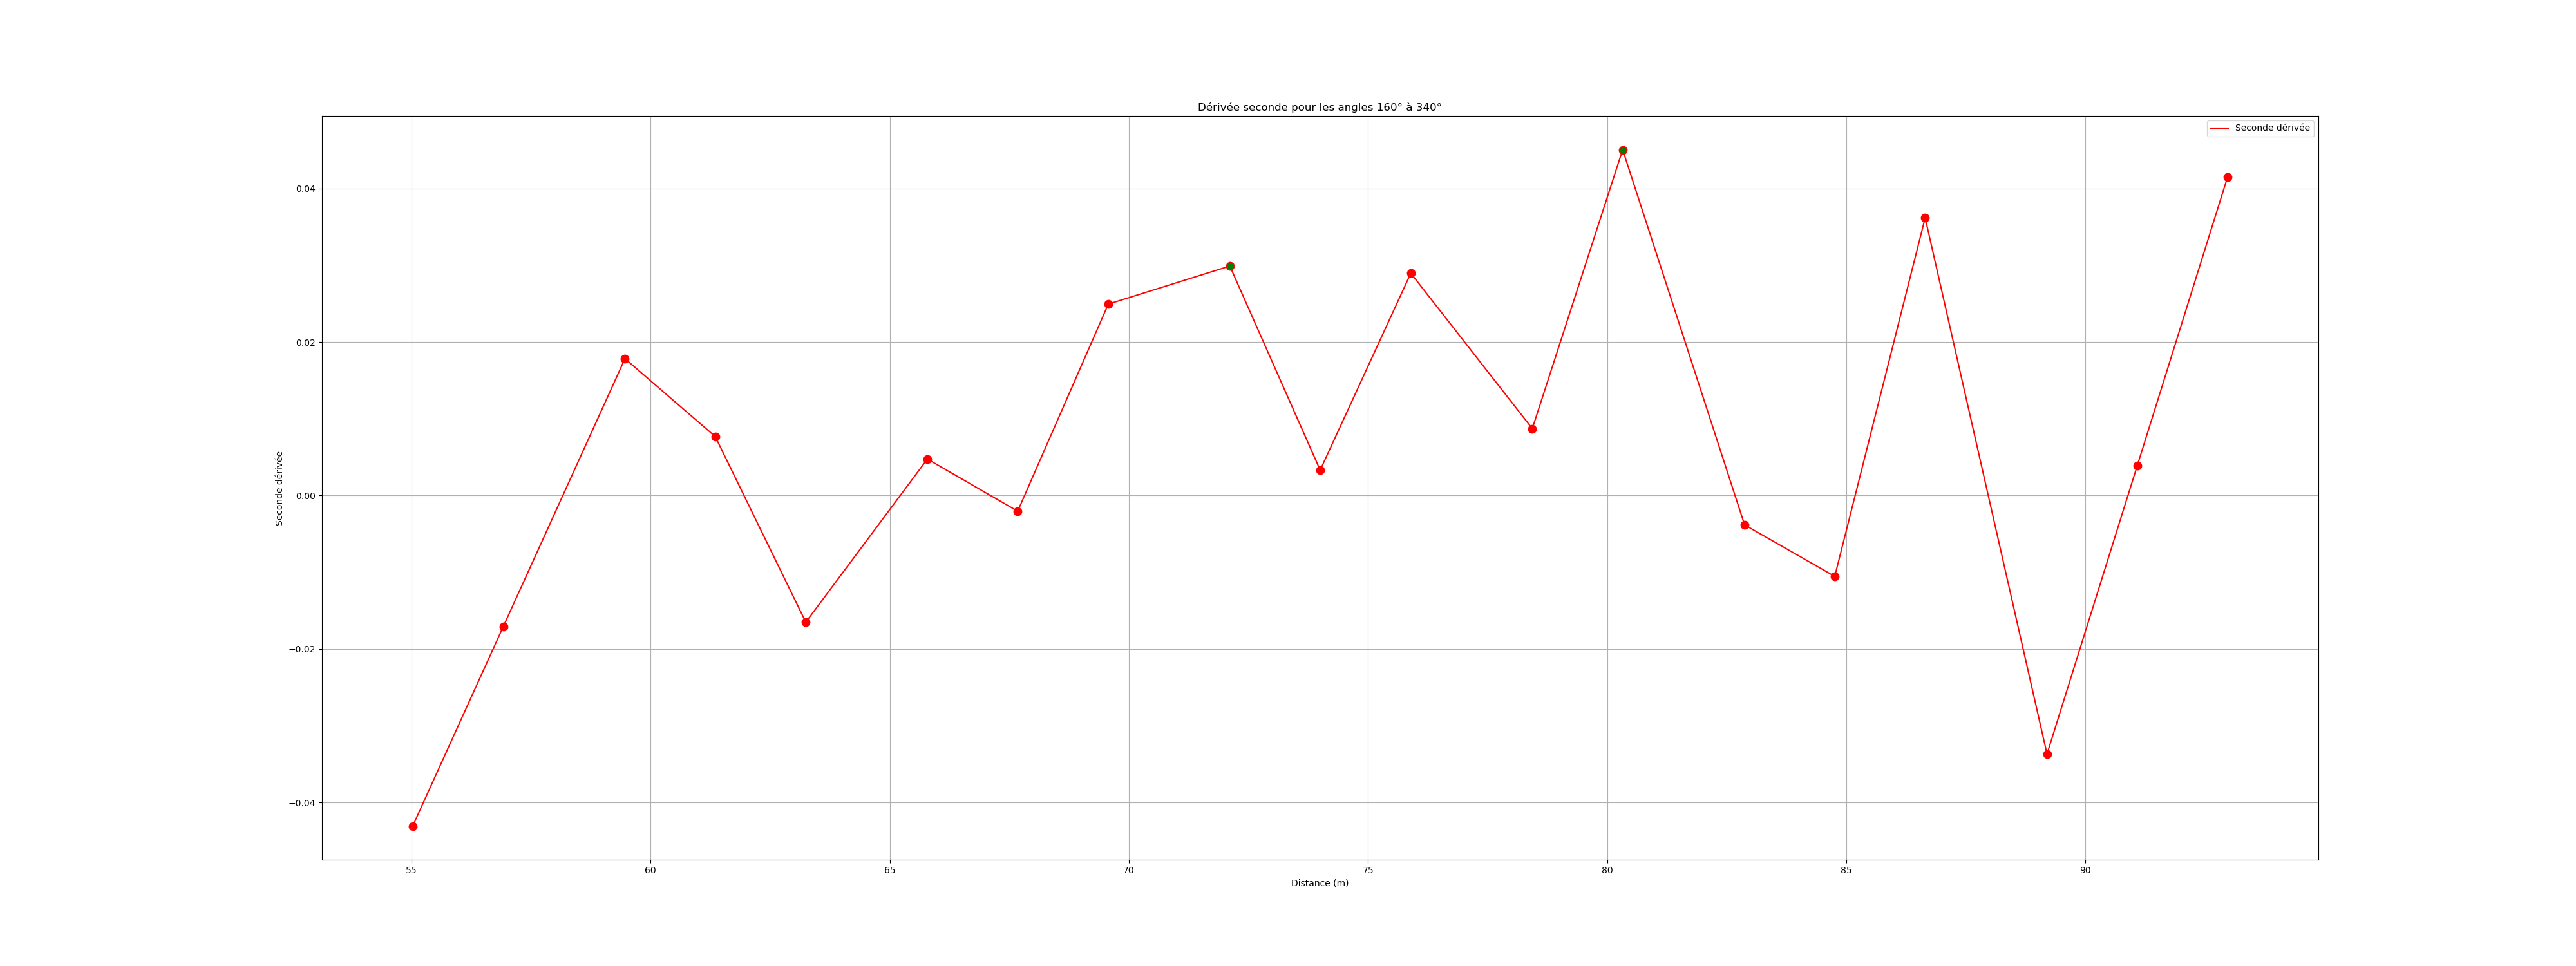 Dérivée seconde pour les angles 160° à 340°
Seconde dérivée
0.04
0.02
0.00
−0.02
−0.04
Seconde dérivée
55 60 65 70 75 80 85 90
Distance (m)